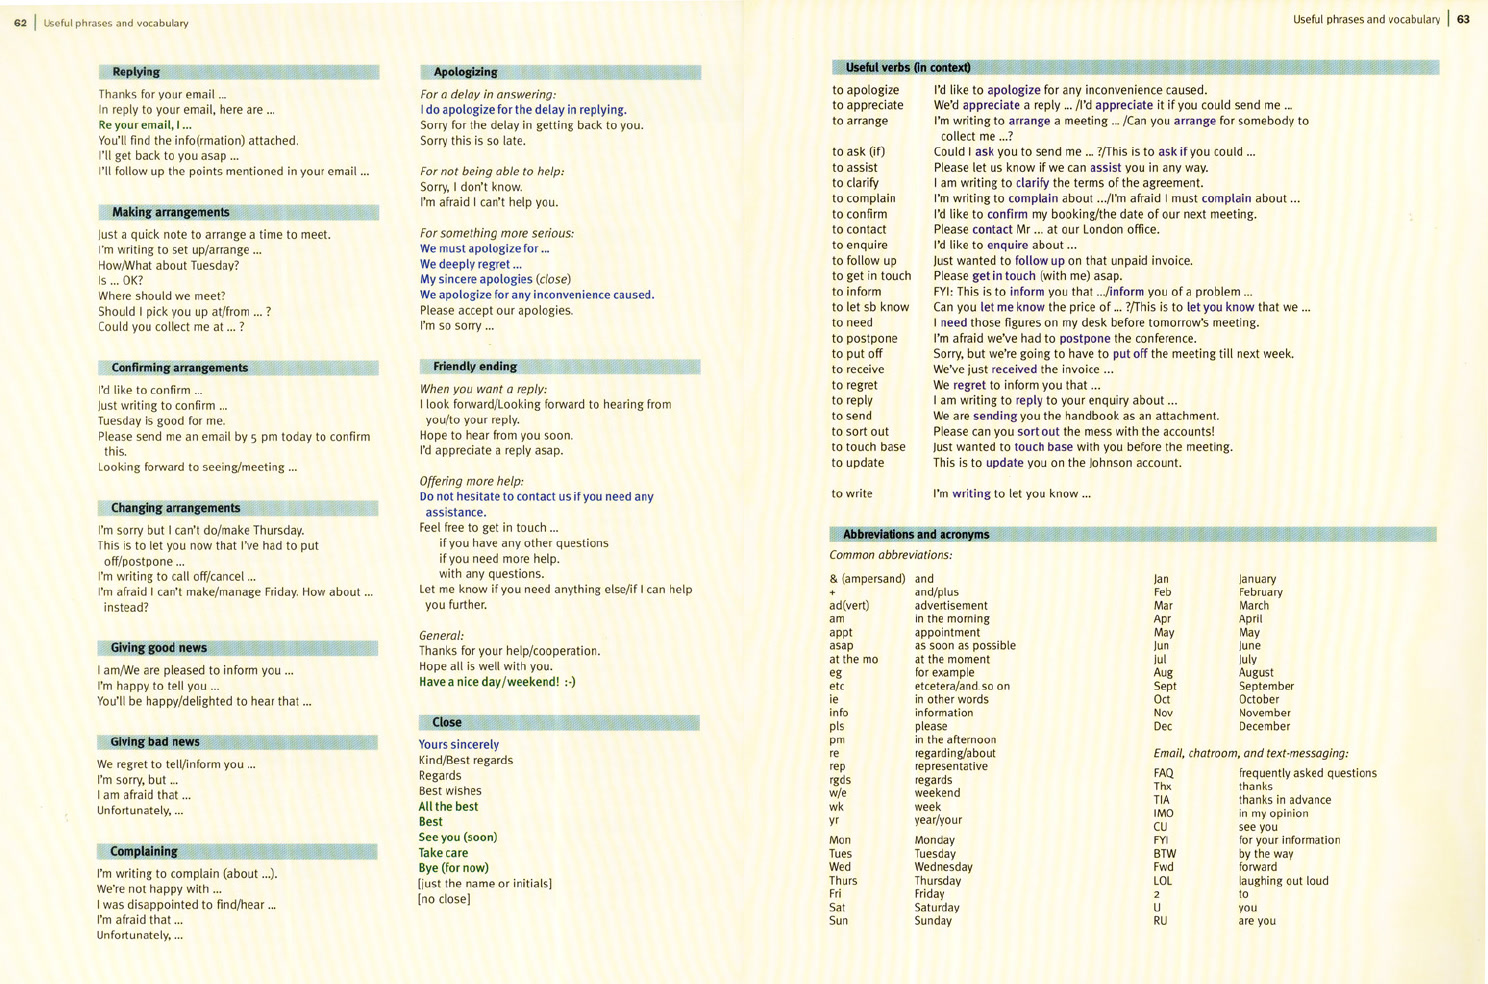 62 | Useful phrases and vocabulary
Replying
Thanks for your email ...
In reply to your email, here are ...
Re your email, I ...
You'll find the info(rmation) attached.
I'll get back to you asap ...
I'll follow up the points mentioned in your email ...
Making arrangements
Just a quick note to arrange a time to meet.
I'm writing to set up/arrange ...
How/What about Tuesday?
Is ... OK?
Where should we meet?
Should I pick you up at/from ... ?
Could you collect me at ... ?
Confirming arrangements
I'd like to confirm ...
Just writing to confirm ...
Tuesday is good for me.
Please send me an email by 5 pm today to confirm
this.
Looking forward to seeing/meeting ...
Changing arrangements
I'm sorry but I can't do/make Thursday.
This is to let you now that I've had to put
off/postpone ...
I'm writing to call off/cancel ...
I'm afraid I can't make/manage Friday. How about ...
instead?
Giving good news
I am/We are pleased to inform you ...
I'm happy to tell you ...
You'll be happy/delighted to hear that ...
Giving bad news
We regret to tell/inform you ...
I'm sorry, but ...
I am afraid that ...
Unfortunately, ...
Complaining
I'm writing to complain (about ...).
We're not happy with ...
I was disappointed to find/hear ...
I'm afraid that ...
Unfortunately, ...
Apologizing
For a delay in answering:
I do apologize for the delay in replying.
Sorry for the delay in getting back to you.
Sorry this is so late.
For not being able to help:
Sorry, I don't know.
I'm afraid I can't help you.
For something more serious:
We must apologize for ...
We deeply regret ...
My sincere apologies (close)
We apologize for any inconvenience caused.
Please accept our apologies.
I'm so sorry ...
Friendly ending
When you want a reply:
I look forward/Looking forward to hearing from
you/to your reply.
Hope to hear from you soon.
I'd appreciate a reply asap.
Offering more help:
Do not hesitate to contact us if you need any
assistance.
Feel free to get in touch ...
if you have any other questions
if you need more help.
with any questions.
Let me know if you need anything else/if I can help
you further.
General:
Thanks for your help/cooperation.
Hope all is well with you.
Have a nice day/weekend! :-)
Close
Yours sincerely
Kind/Best regards
Regards
Best wishes
All the best
Best
See you (soon)
Take care
Bye (for now)
[just the name or initials]
[no close]
Useful phrases and vocabulary | 63
Useful verbs (in context)
to apologize I'd like to apologize for any inconvenience caused.
to appreciate We'd appreciate a reply ... /I'd appreciate it if you could send me ...
to arrange I'm writing to arrange a meeting ... /Can you arrange for somebody to
collect me ...?
to ask (if) Could I ask you to send me ... ?/This is to ask if you could ...
to assist Please let us know if we can assist you in any way.
to clarify I am writing to clarify the terms of the agreement.
to complain I'm writing to complain about .../I'm afraid I must complain about ...
to confirm I'd like to confirm my booking/the date of our next meeting.
to contact Please contact Mr ... at our London office.
to enquire I'd like to enquire about ...
to follow up Just wanted to follow up on that unpaid invoice.
to get in touch Please get in touch (with me) asap.
to inform FYI: This is to inform you that .../inform you of a problem ...
to let sb know Can you let me know the price of ... ?/This is to let you know that we ...
to need I need those figures on my desk before tomorrow's meeting.
to postpone I'm afraid we've had to postpone the conference.
to put off Sorry, but we're going to have to put off the meeting till next week.
to receive We've just received the invoice ...
to regret We regret to inform you that ...
to reply I am writing to reply to your enquiry about ...
to send We are sending you the handbook as an attachment.
to sort out Please can you sort out the mess with the accounts!
to touch base Just wanted to touch base with you before the meeting.
to update This is to update you on the Johnson account.
to write I'm writing to let you know ...
Abbreviations and acronyms
Common abbreviations:
& (ampersand) and
+ and/plus
ad(vert) advertisement
am in the morning
appt appointment
asap as soon as possible
at the mo at the moment
eg for example
etc etcetera/and so on
ie in other words
info information
pls please
pm in the afternoon
re regarding/about
rep representative
rgds regards
w/e weekend
wk week
yr year/your
Mon Monday
Tues Tuesday
Wed Wednesday
Thurs Thursday
Fri Friday
Sat Saturday
Sun Sunday
Jan January
Feb February
Mar March
Apr April
May May
Jun June
Jul July
Aug August
Sept September
Oct October
Nov November
Dec December
Email, chatroom, and text-messaging:
FAQ frequently asked questions
Thx thanks
TIA thanks in advance
IMO in my opinion
CU see you
FYI for your information
BTW by the way
Fwd forward
LOL laughing out loud
2 to
U you
RU are you